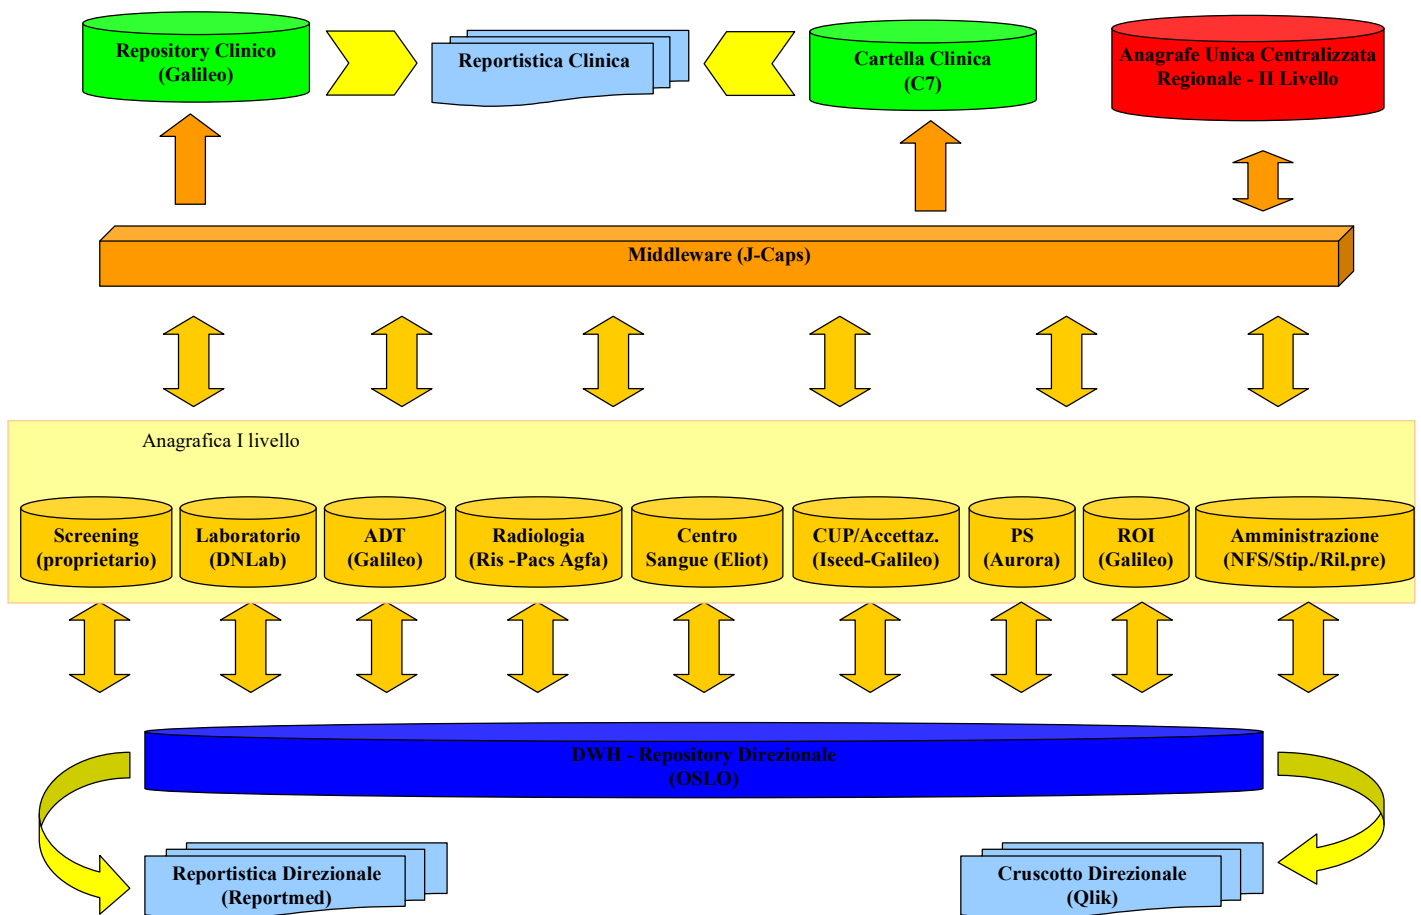 Repository Clinico
(Galileo)
Reportistica Clinica
Cartella Clinica
(C7)
Anagrafe Unica Centralizzata
Regionale - II Livello
Middleware (J-Caps)
Anagrafica I livello
Screening
(proprietario)
Laboratorio
(DNLab)
ADT
(Galileo)
Radiologia
(Ris -Pacs Agfa)
Centro
Sangue (Eliot)
CUP/Accettaz.
(Iseed-Galileo)
PS
(Aurora)
ROI
(Galileo)
Amministrazione
(NFS/Stip./Ril.pre)
DWH - Repository Direzionale
(OSLO)
Reportistica Direzionale
(Reportmed)
Cruscotto Direzionale
(Qlik)